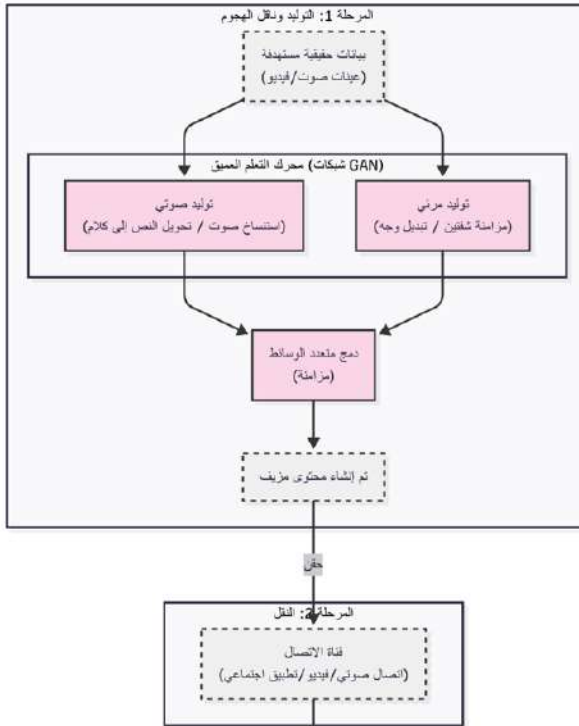 المرحلة 1: التوليد وناقل الهجوم
بيانات حقيقية مستهدفة
(عينات صوت/فيديو)
محرك التعلم العميق (شبكات GAN)
توليد صوتي
(استنساخ صوت / تحويل النص إلى كلام)
توليد مرئي
(مزامنة شفتين / تبديل وجه)
دمج متعدد الوسائط
(مزامنة)
تم إنشاء محتوى مزيف
حقن
المرحلة 2: النقل
قناة الاتصال
(اتصال صوتي/فيديو/تطبيق اجتماعي)